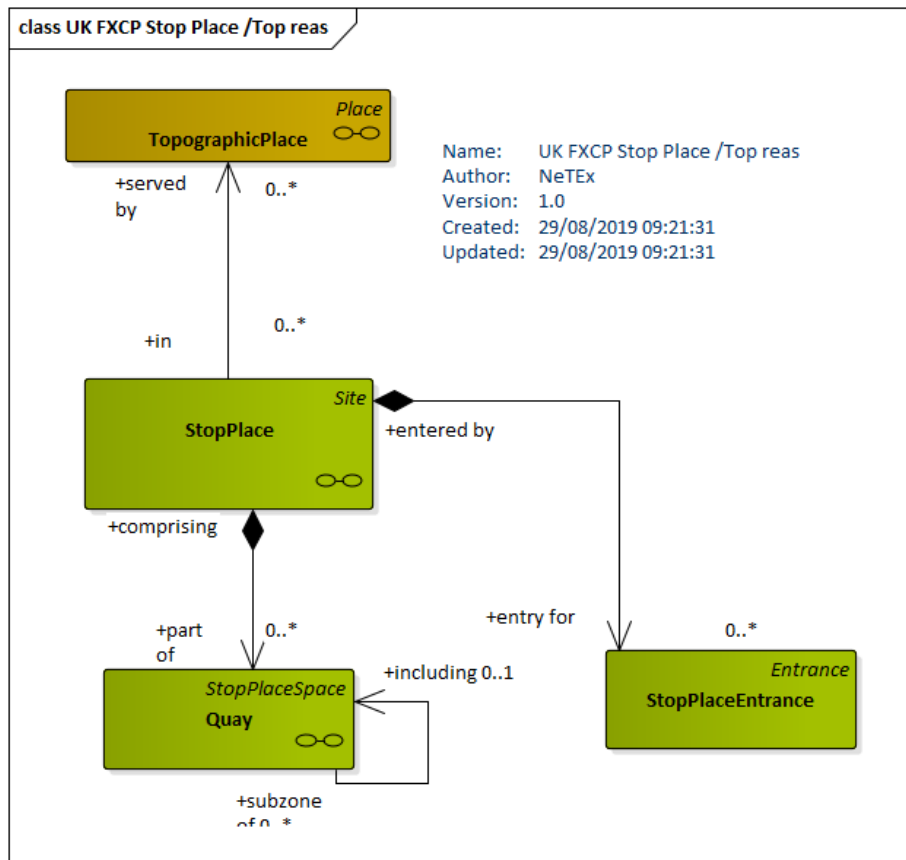 class UK FXCP Stop Place /Top reas
Place
TopographicPlace
Name: UK FXCP Stop Place /Top reas
Author: NeTEx
Version: 1.0
Created: 29/08/2019 09:21:31
Updated: 29/08/2019 09:21:31
+served
by
0..*
0..*
+in
Site
StopPlace
+entered by
+comprising
+part
of
0..*
+entry for
0..*
+including 0..1
StopPlaceSpace
Quay
Entrance
StopPlaceEntrance
+subzone
of 0..*